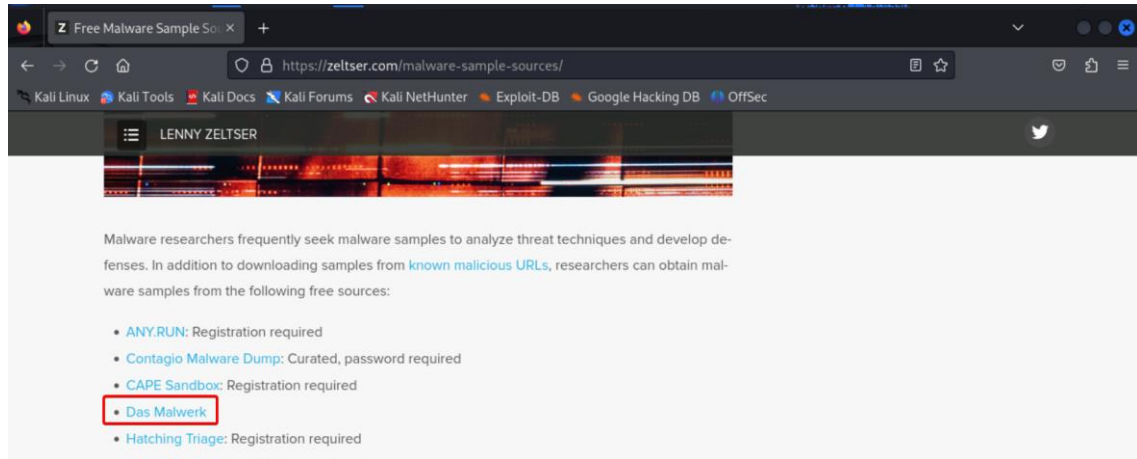 Z Free Malware Sample Sou
https://zeltser.com/malware-sample-sources/
Kali Linux Kali Tools Kali Docs Kali Forums Kali NetHunter Exploit-DB Google Hacking DB OffSec
LENNY ZELTSER
Malware researchers frequently seek malware samples to analyze threat techniques and develop de-
fenses. In addition to downloading samples from known malicious URLs, researchers can obtain mal-
ware samples from the following free sources:
• ANY.RUN: Registration required
• Contagio Malware Dump: Curated, password required
• CAPE Sandbox: Registration required
• Das Malwerk
• Hatching Triage: Registration required